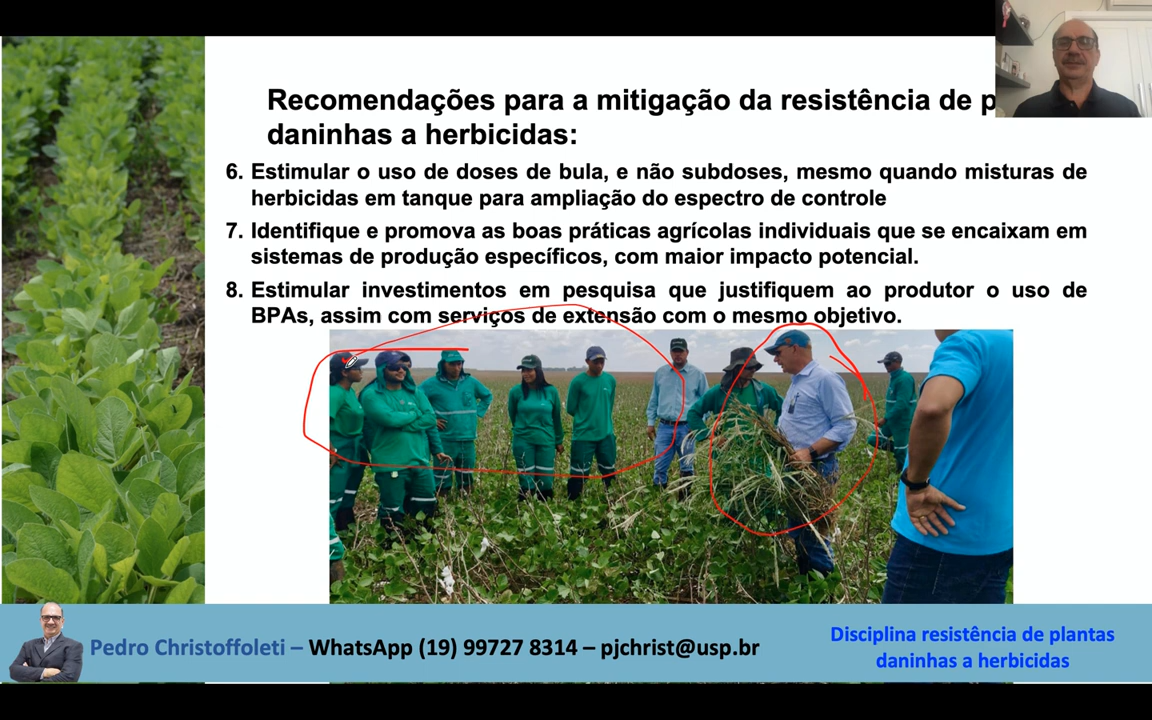 Recomendações para a mitigação da resistência de p
daninhas a herbicidas:
6. Estimular o uso de doses de bula, e não subdoses, mesmo quando misturas de
herbicidas em tanque para ampliação do espectro de controle
7. Identifique e promova as boas práticas agrícolas individuais que se encaixam em
sistemas de produção específicos, com maior impacto potencial.
8. Estimular investimentos em pesquisa que justifiquem ao produtor o uso de
BPAs, assim com serviços de extensão com o mesmo objetivo.
Pedro Christoffoleti – WhatsApp (19) 99727 8314 – pjchrist@usp.br
Disciplina resistência de plantas
daninhas a herbicidas